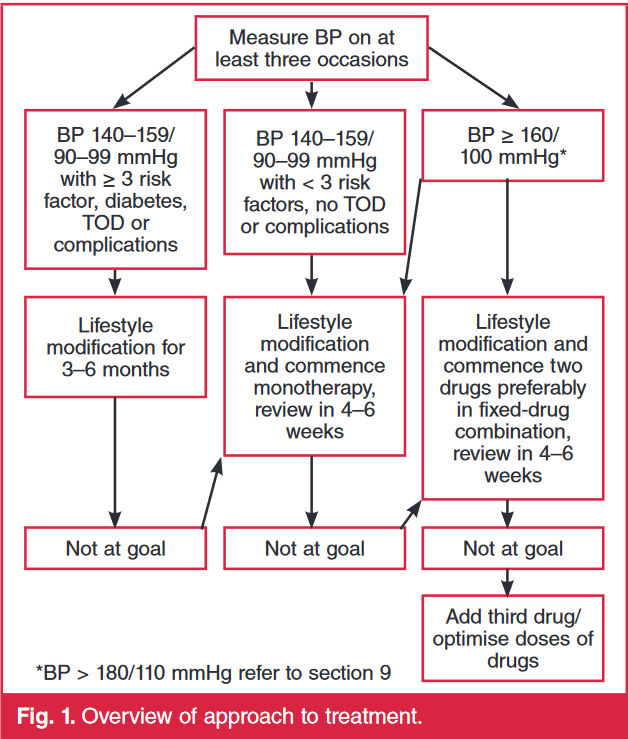 Measure BP on at
least three occasions
BP 140–159/
90–99 mmHg
with ≥ 3 risk
factor, diabetes,
TOD or
complications
BP 140–159/
90–99 mmHg
with < 3 risk
factors, no TOD
or complications
BP ≥ 160/
100 mmHg*
Lifestyle
modification for
3–6 months
Lifestyle
modification
and commence
monotherapy,
review in 4–6
weeks
Lifestyle
modification and
commence two
drugs preferably
in fixed-drug
combination,
review in 4–6
weeks
Not at goal
Not at goal
Not at goal
Add third drug/
optimise doses of
drugs
*BP > 180/110 mmHg refer to section 9
Fig. 1. Overview of approach to treatment.